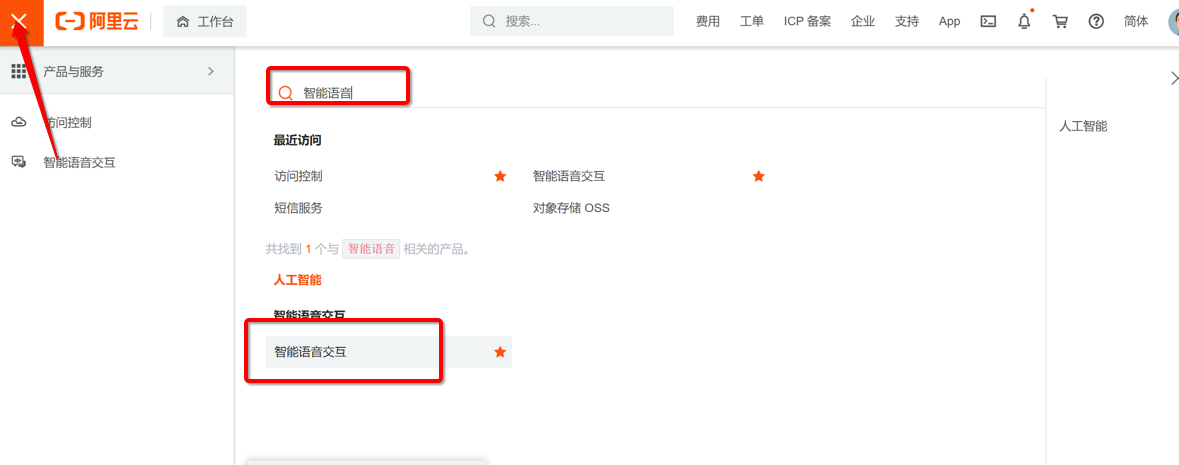 阿里云 工作台 搜索... 费用 工单 ICP 备案 企业 支持 App 简体
产品与服务
访问控制
智能语音交互
智能语音
最近访问
访问控制 智能语音交互
短信服务 对象存储 OSS
共找到 1 个与 智能语音 相关的产品。
人工智能
智能语音交互
智能语音交互
人工智能